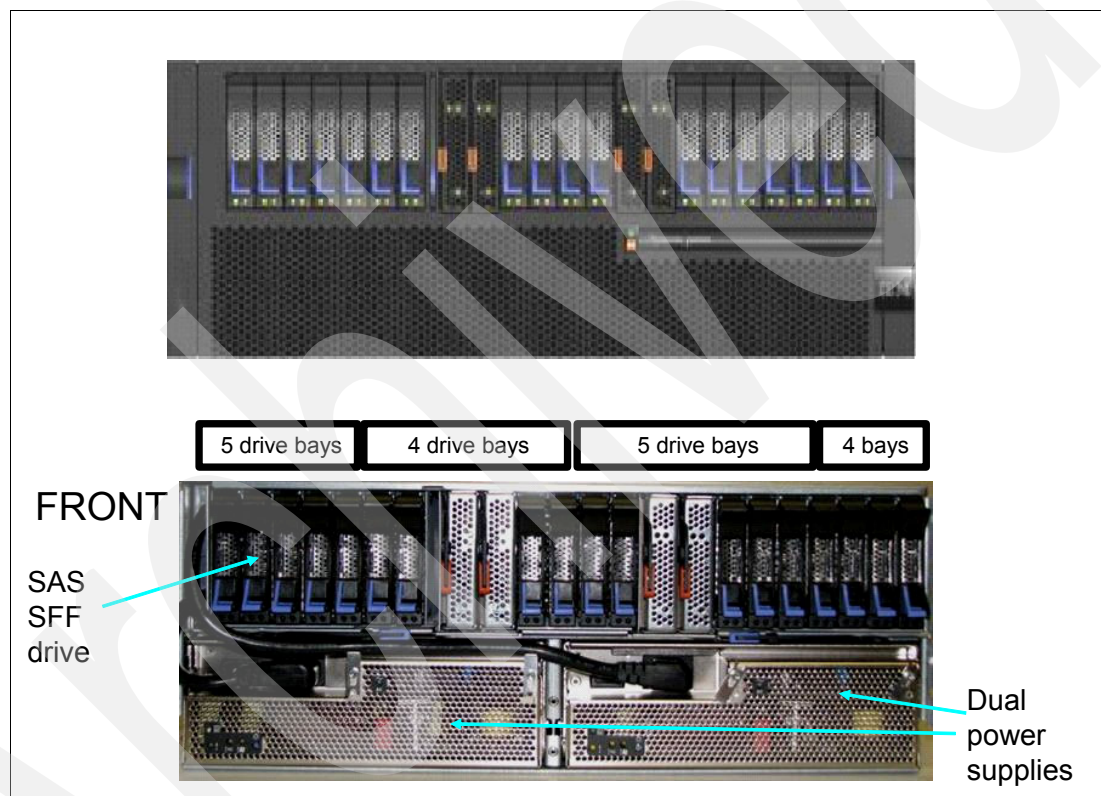 5 drive bays
4 drive bays
5 drive bays
4 bays
FRONT
SAS
SFF
drive
Dual
power
supplies